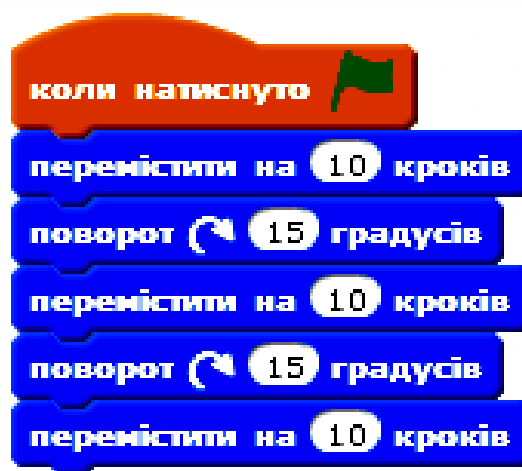 коли натиснуто
перемістити на 10 кроків
поворот 15 градусів
перемістити на 10 кроків
поворот 15 градусів
перемістити на 10 кроків